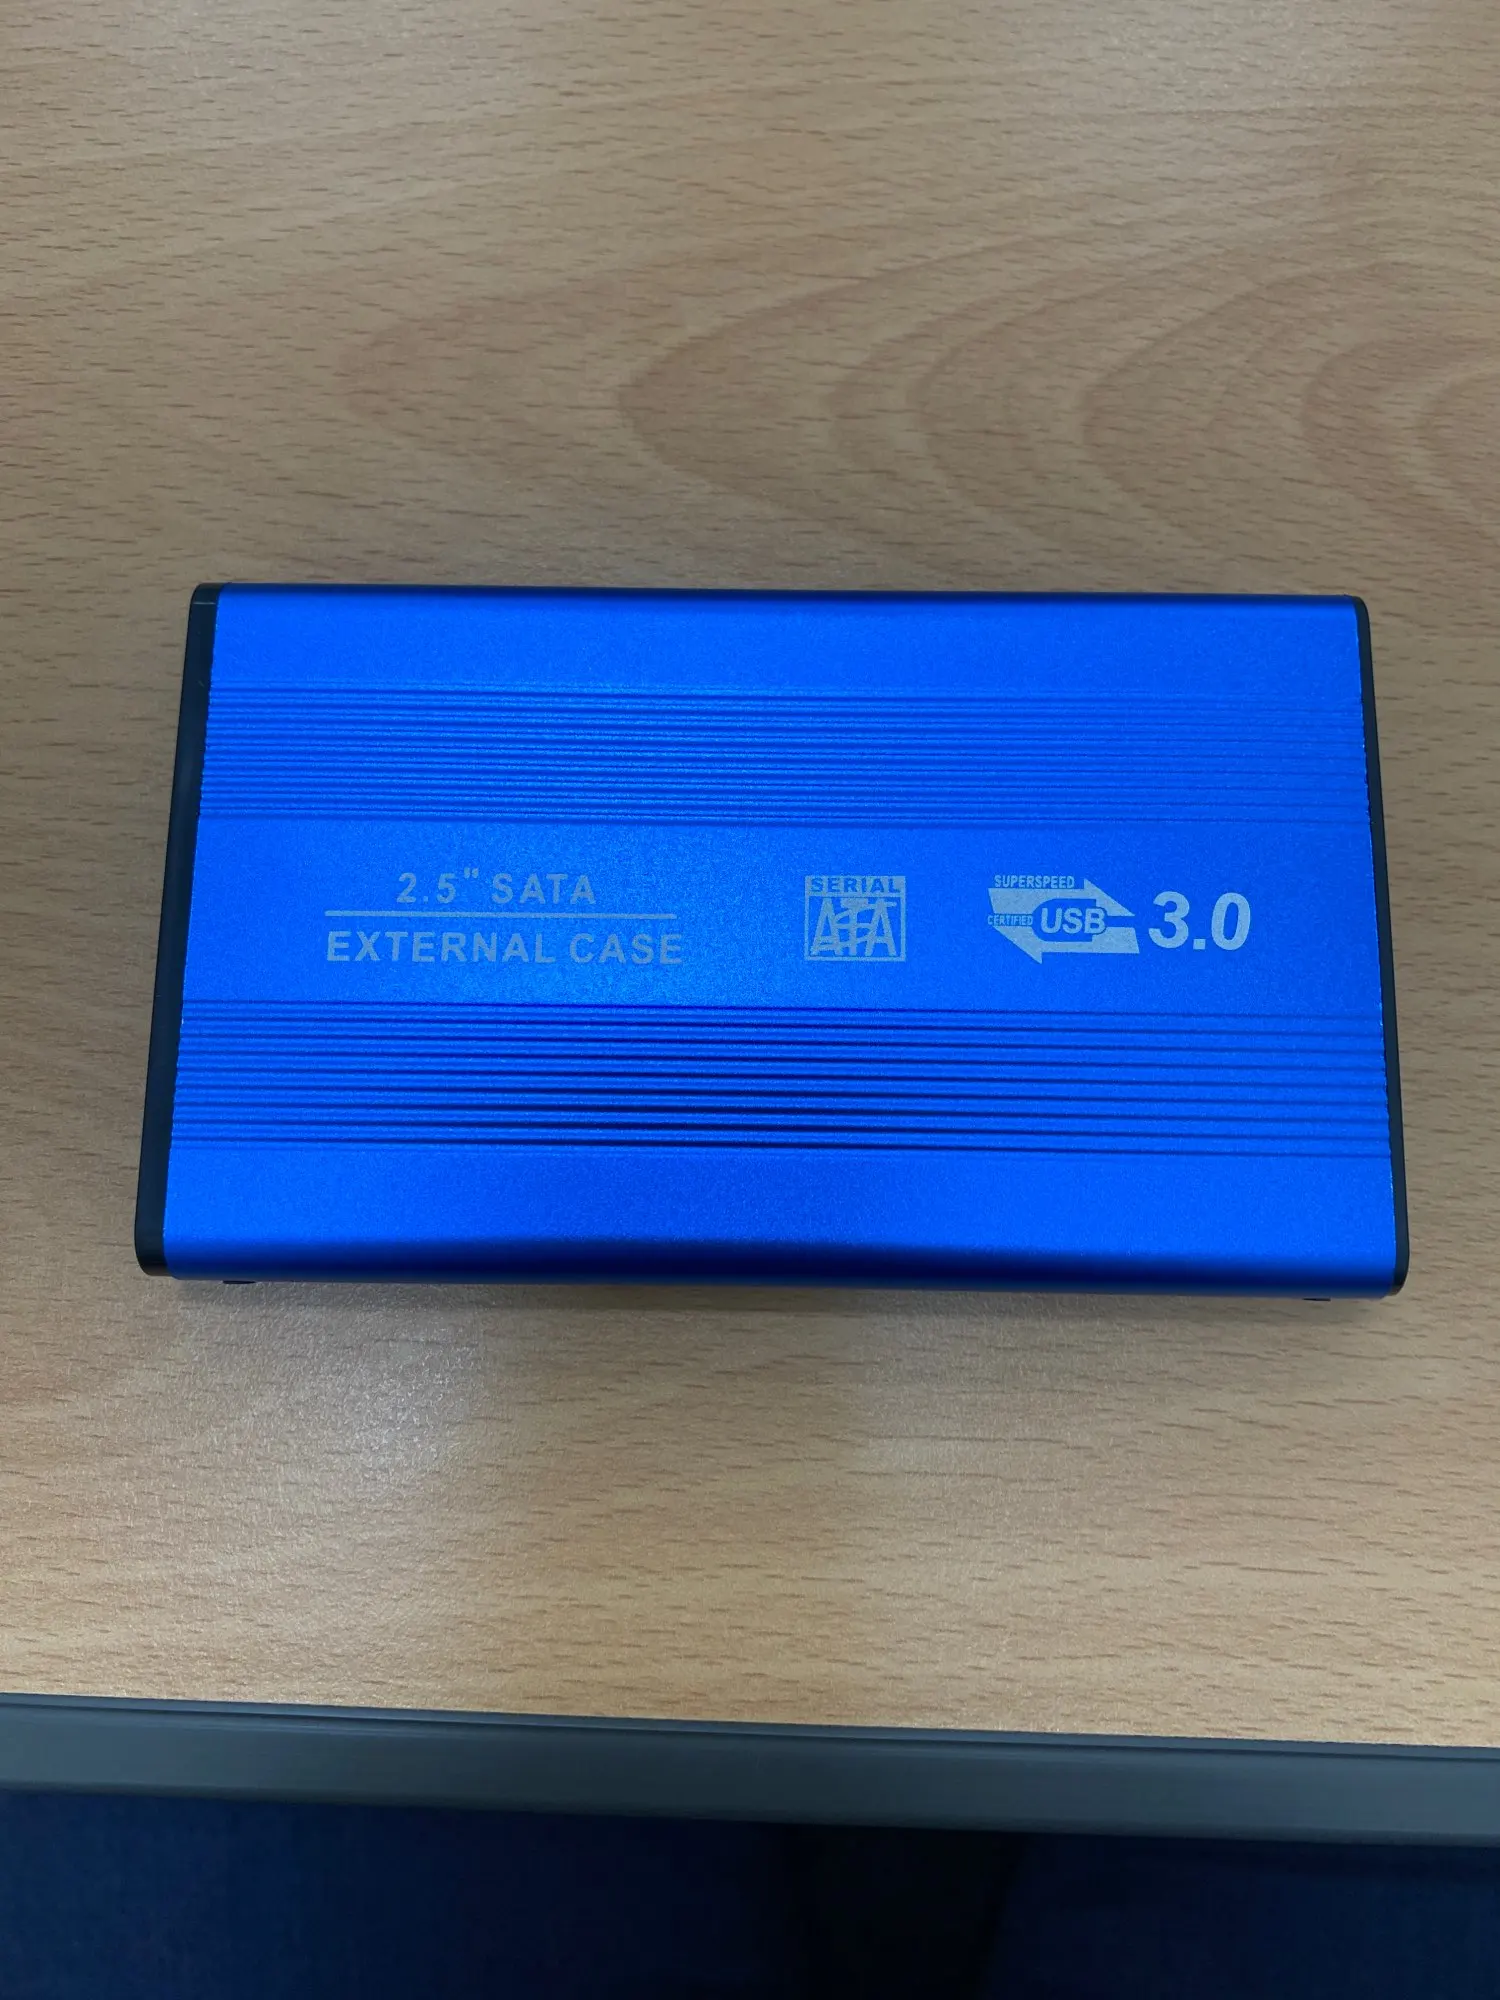 2.5" SATA
EXTERNAL CASE
SERIAL
ATA
SUPERSPEED
CERTIFIED USB 3.0